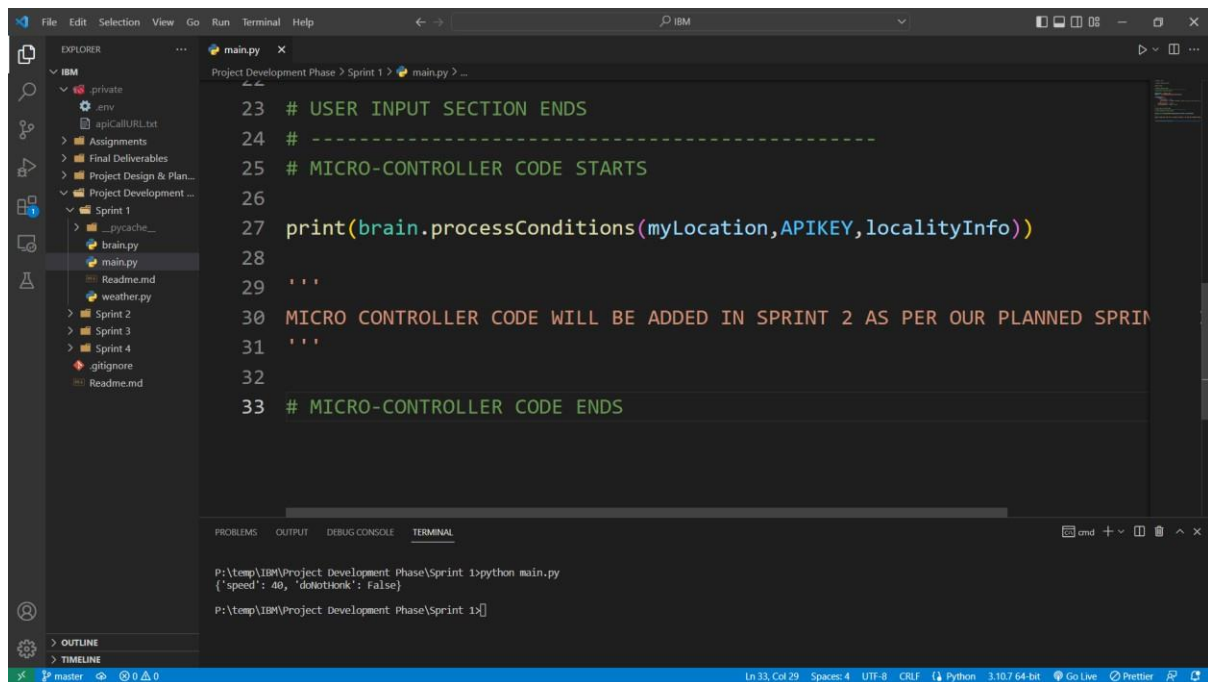 File Edit Selection View Go Run Terminal Help
IBM
EXPLORER
main.py
IBM
Project Development Phase > Sprint 1 > main.py > ...
.private
.env
apiCallURL.txt
Assignments
Final Deliverables
Project Design & Plan...
Project Development ...
Sprint 1
__pycache__
brain.py
main.py
Readme.md
weather.py
Sprint 2
Sprint 3
Sprint 4
.gitignore
Readme.md
22
23 # USER INPUT SECTION ENDS
24 # ------------------------------------------------
25 # MICRO-CONTROLLER CODE STARTS
26
27 print(brain.processConditions(myLocation,APIKEY,localityInfo))
28
29 '''
30 MICRO CONTROLLER CODE WILL BE ADDED IN SPRINT 2 AS PER OUR PLANNED SPRIN
31 '''
32
33 # MICRO-CONTROLLER CODE ENDS
PROBLEMS OUTPUT DEBUG CONSOLE TERMINAL
cmd
P:\temp\IBM\Project Development Phase\Sprint 1>python main.py
{'speed': 40, 'doNotHonk': False}
P:\temp\IBM\Project Development Phase\Sprint 1>
OUTLINE
TIMELINE
master 0 0 Ln 33, Col 29 Spaces: 4 UTF-8 CRLF Python 3.10.7 64-bit Go Live Prettier